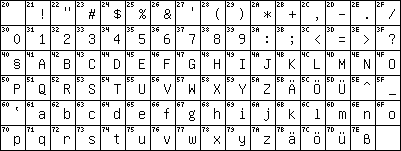 20 21 22 23 24 25 26 27 28 29 2A 2B 2C 2D 2E 2F
! " # $ % & ' ( ) * + , - . /
30 31 32 33 34 35 36 37 38 39 3A 3B 3C 3D 3E 3F
0 1 2 3 4 5 6 7 8 9 : ; < = > ?
40 41 42 43 44 45 46 47 48 49 4A 4B 4C 4D 4E 4F
§ A B C D E F G H I J K L M N O
50 51 52 53 54 55 56 57 58 59 5A 5B 5C 5D 5E 5F
P Q R S T U V W X Y Z Ä Ö Ü ^ _
60 61 62 63 64 65 66 67 68 69 6A 6B 6C 6D 6E 6F
` a b c d e f g h i j k l m n o
70 71 72 73 74 75 76 77 78 79 7A 7B 7C 7D 7E
p q r s t u v w x y z ä ö ü ß